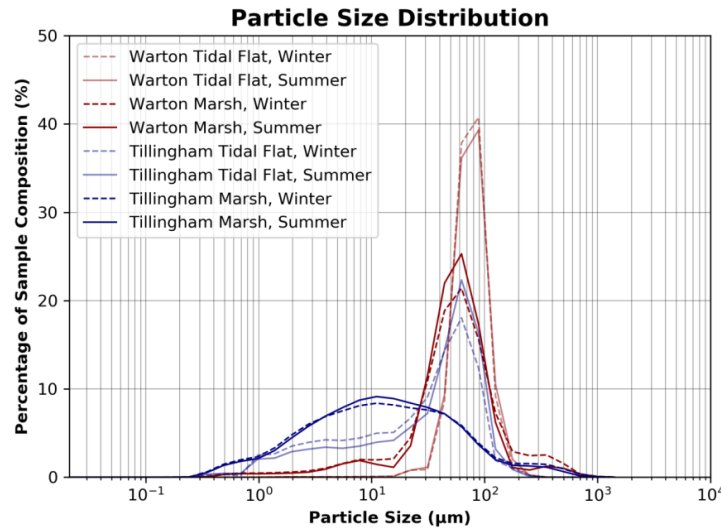 Particle Size Distribution
Percentage of Sample Composition (%)
50
40
30
20
10
0
Warton Tidal Flat, Winter
Warton Tidal Flat, Summer
Warton Marsh, Winter
Warton Marsh, Summer
Tillingham Tidal Flat, Winter
Tillingham Tidal Flat, Summer
Tillingham Marsh, Winter
Tillingham Marsh, Summer
10⁻¹ 10⁰ 10¹ 10² 10³ 10⁴
Particle Size (μm)